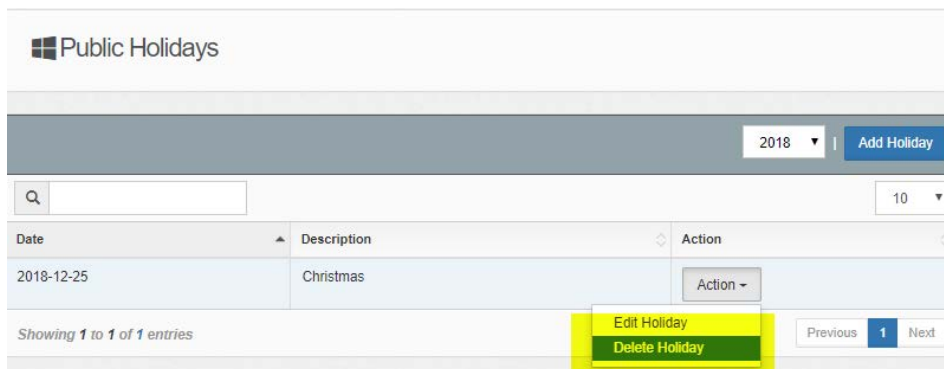 Public Holidays
2018 | Add Holiday
10
Date Description Action
2018-12-25 Christmas Action
Edit Holiday
Delete Holiday
Showing 1 to 1 of 1 entries Previous 1 Next